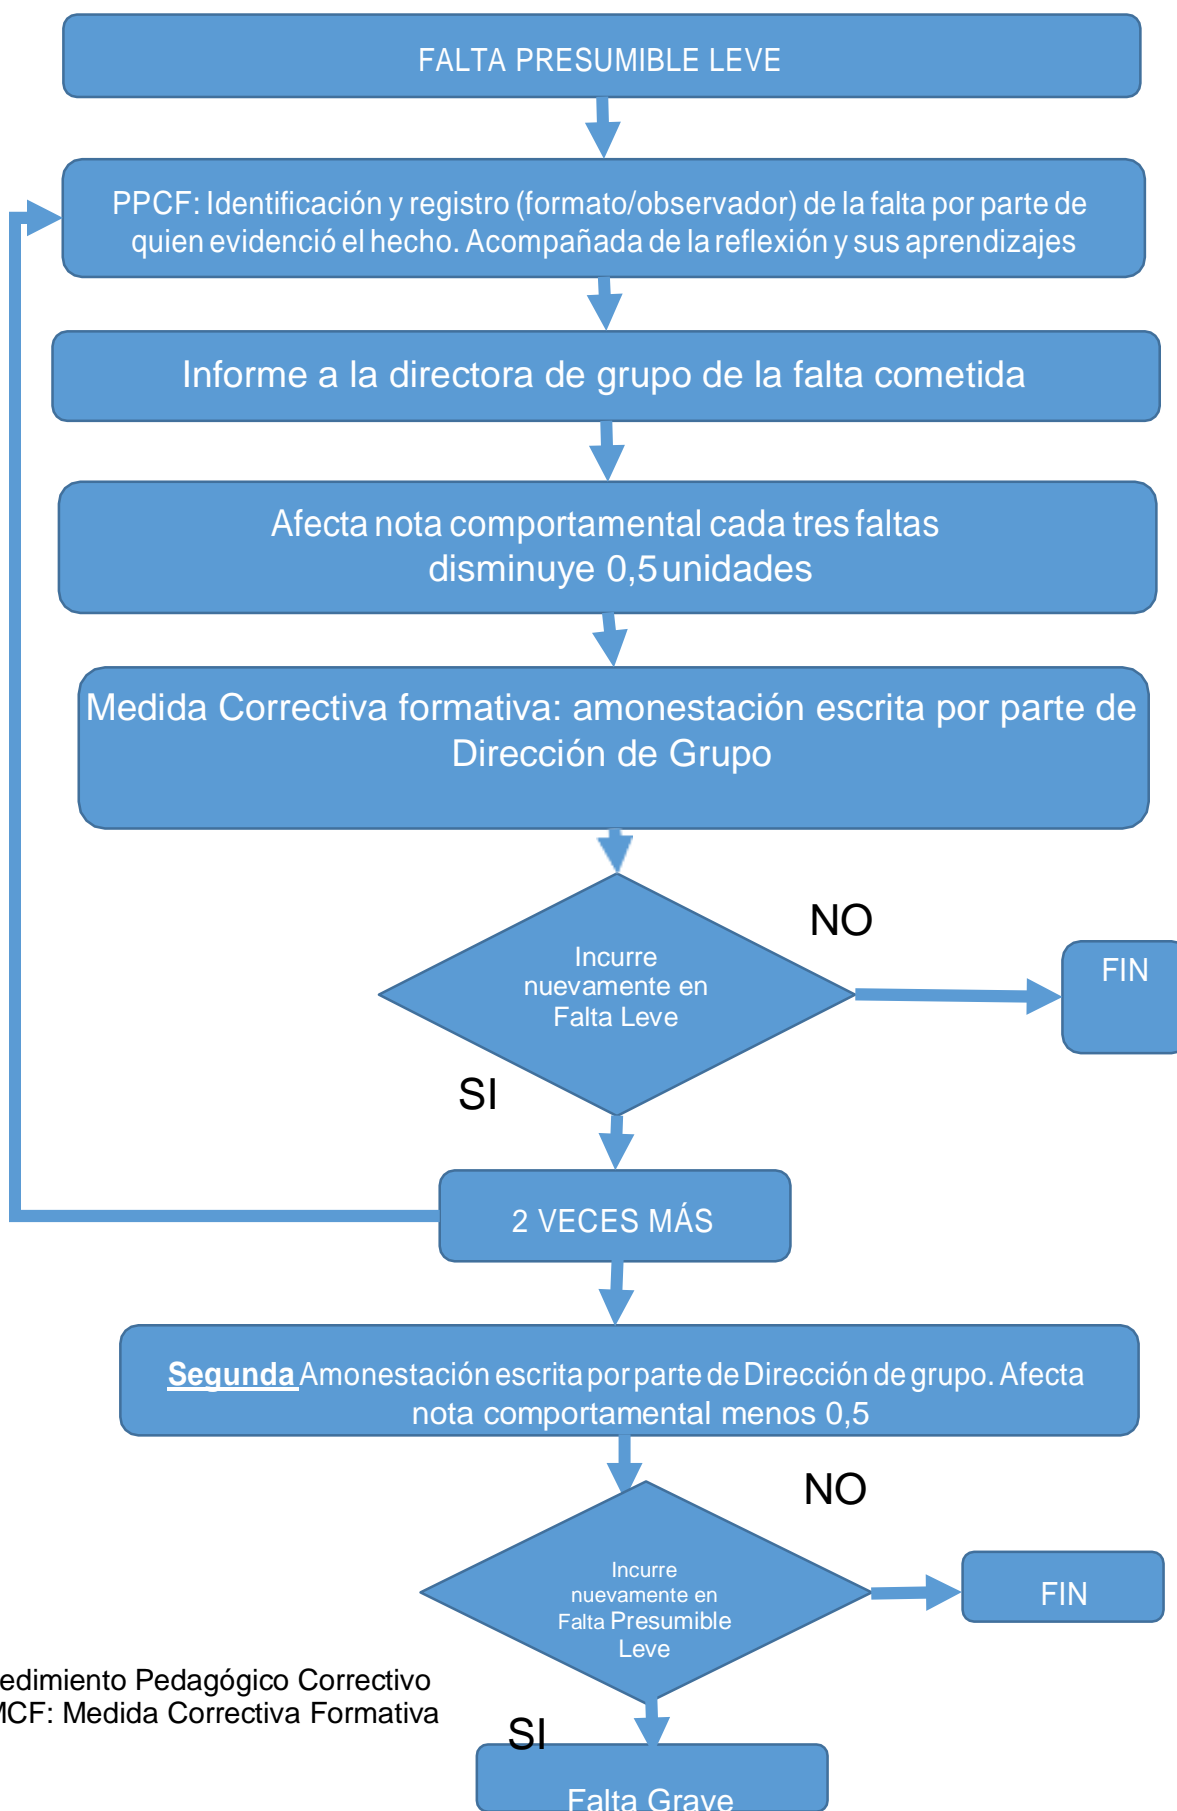 FALTA PRESUMIBLE LEVE
PPCF: Identificación y registro (formato/observador) de la falta por parte de
quien evidenció el hecho. Acompañada de la reflexión y sus aprendizajes
Informe a la directora de grupo de la falta cometida
Afecta nota comportamental cada tres faltas
disminuye 0,5 unidades
Medida Correctiva formativa: amonestación escrita por parte de
Dirección de Grupo
NO
Incurre
nuevamente en
Falta Leve
FIN
SI
2 VECES MÁS
Segunda Amonestación escrita por parte de Dirección de grupo. Afecta
nota comportamental menos 0,5
NO
Incurre
nuevamente en
Falta Presumible
Leve
FIN
edimiento Pedagógico Correctivo
MCF: Medida Correctiva Formativa
SI
Falta Grave